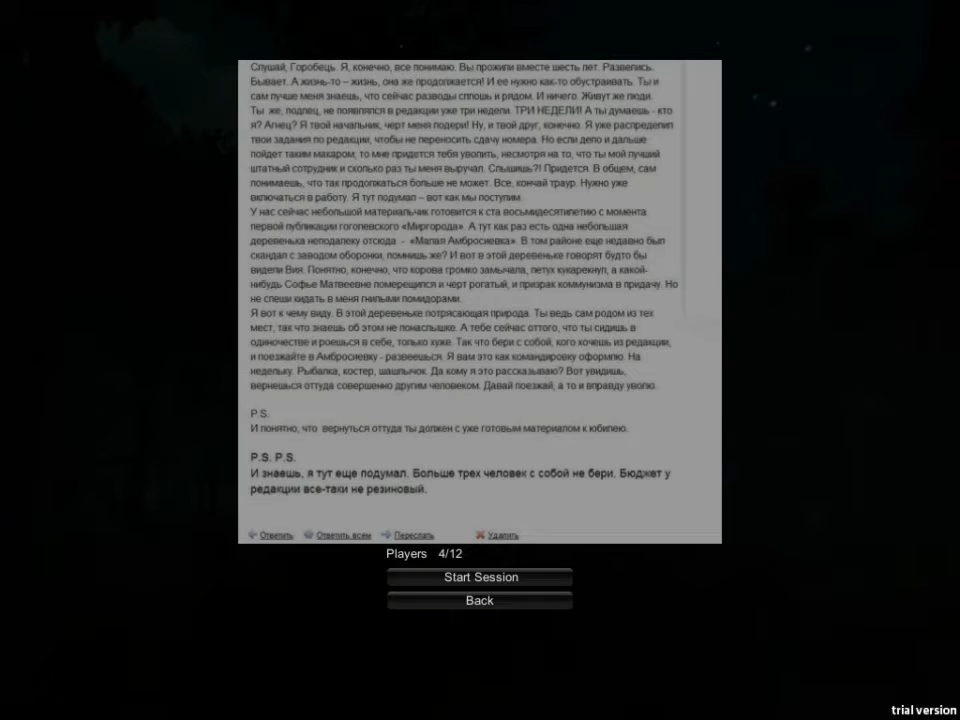 Слушай, Горобець. Я, конечно, все понимаю. Вы прожили вместе шесть лет. Развелись.
Бывает. А жизнь-то – жизнь, она же продолжается! И ее нужно как-то обустраивать. Ты и
сам лучше меня знаешь, что сейчас разводы сплошь и рядом. И ничего. Живут же люди.
Ты же, подлец, не появлялся в редакции уже три недели. ТРИ НЕДЕЛИ! А ты думаешь - кто
я? Агнец? Я твой начальник, черт меня подери! Ну, и твой друг, конечно. Я уже распределил
твои задания по редакции, чтобы не переносить сдачу номера. Но если дело и дальше
пойдет таким макаром, то мне придется тебя уволить, несмотря на то, что ты мой лучший
штатный сотрудник и сколько раз ты меня выручал. Слышишь?! Придется. В общем, сам
понимаешь, что так продолжаться больше не может. Все, кончай траур. Нужно уже
включаться в работу. Я тут подумал – вот как мы поступим.
У нас сейчас небольшой материальчик готовится к ста восьмидесятилетию с момента
первой публикации гоголевского «Миргорода». А тут как раз есть одна небольшая
деревенька неподалеку отсюда - «Малая Амбросиевка». В том районе еще недавно был
скандал с заводом оборонки, помнишь же? И вот в этой деревеньке говорят будто бы
видели Вия. Понятно, конечно, что корова громко замычала, петух кукарекнул, а какой-
нибудь Софье Матвеевне померещился и черт рогатый, и призрак коммунизма в придачу. Но
не спеши кидать в меня гнилыми помидорами.
Я вот к чему виду. В этой деревеньке потрясающая природа. Ты ведь сам родом из тех
мест, так что знаешь об этом не понаслышке. А тебе сейчас оттого, что ты сидишь в
одиночестве и роешься в себе, только хуже. Так что бери с собой, кого хочешь из редакции,
и поезжайте в Амбросиевку - развеешься. Я вам это как командировку оформлю. На
недельку. Рыбалка, костер, шашлычок. Да кому я это рассказываю? Вот увидишь,
вернешься оттуда совершенно другим человеком. Давай поезжай, а то и вправду уволю.
P.S.
И понятно, что вернуться оттуда ты должен с уже готовым материалом к юбилею.
P.S. P.S.
И знаешь, я тут еще подумал. Больше трех человек с собой не бери. Бюджет у
редакции все-таки не резиновый.
Ответить Ответить всем Переслать Удалить
Players 4/12
Start Session
Back
trial version